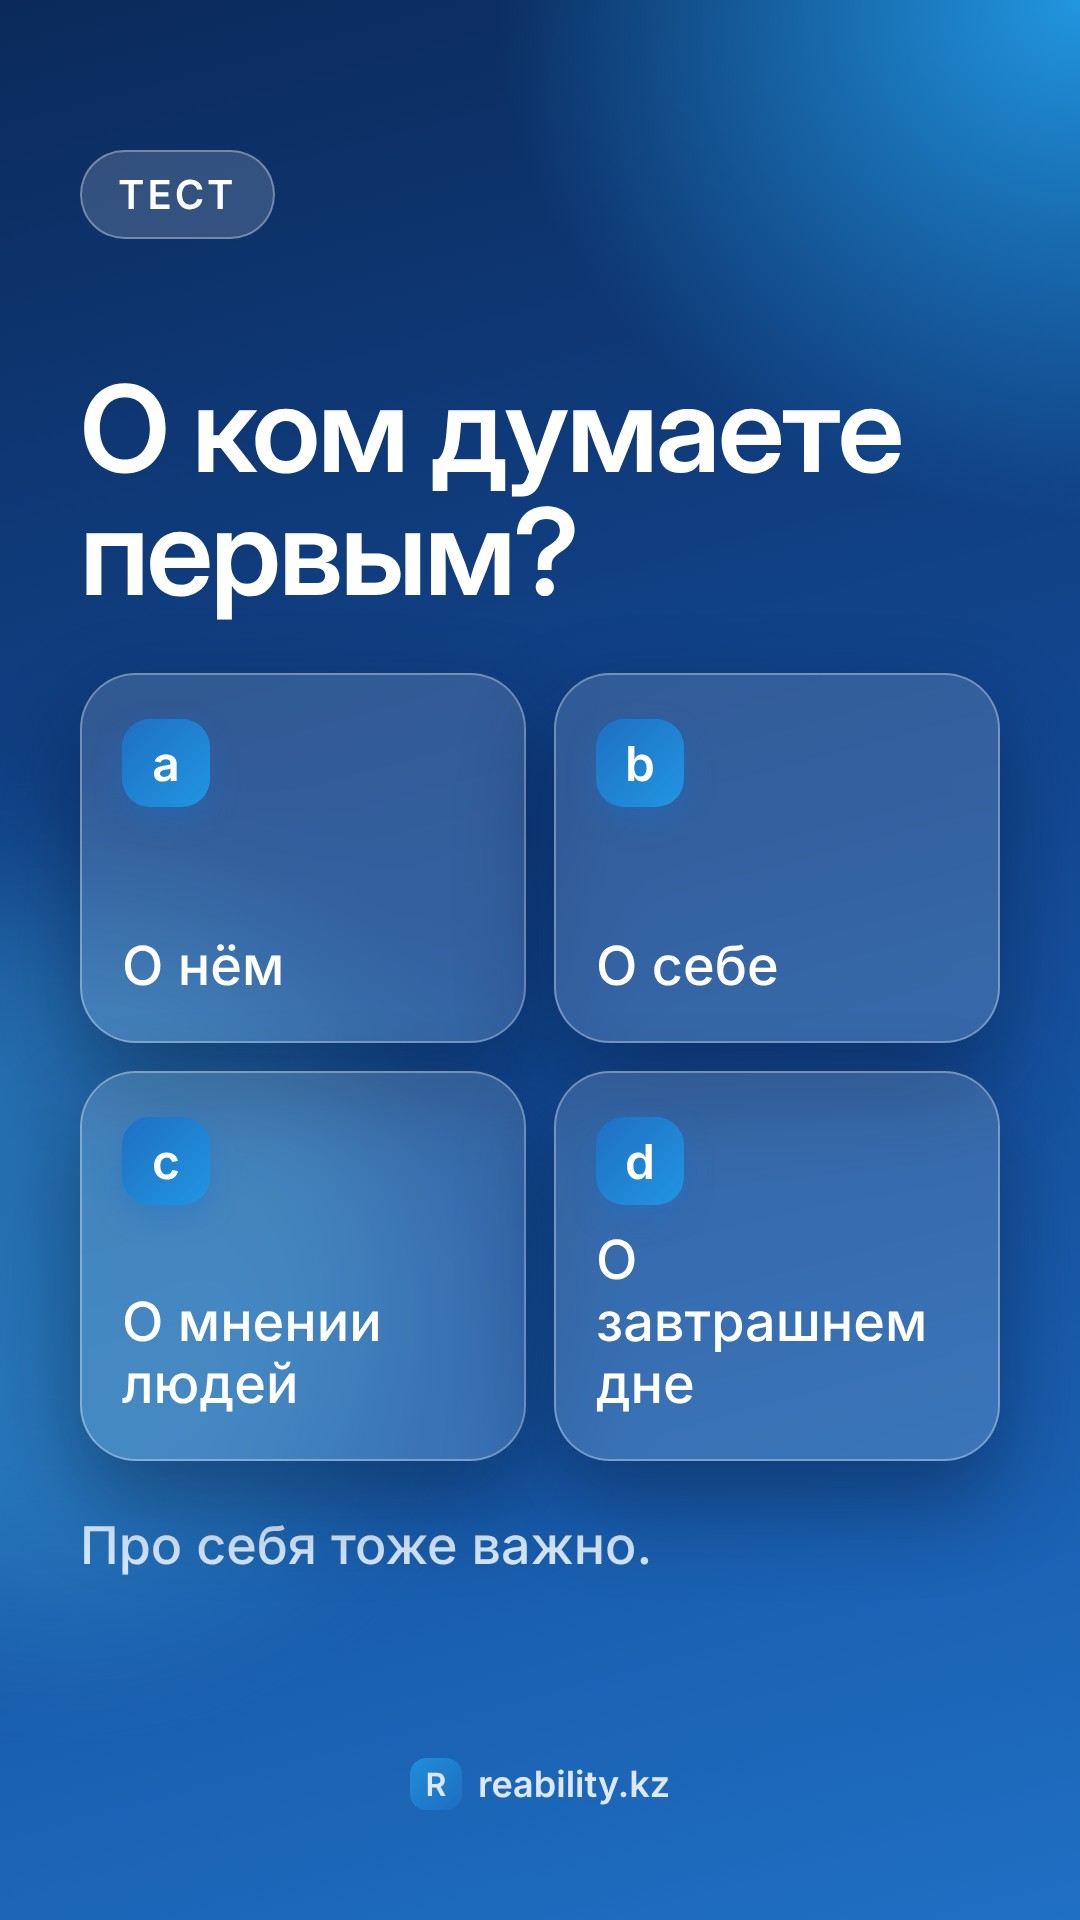 ТЕСТ
О ком думаете
первым?
a
О нём
b
О себе
c
О мнении
людей
d
О
завтрашнем
дне
Про себя тоже важно.
R reability.kz